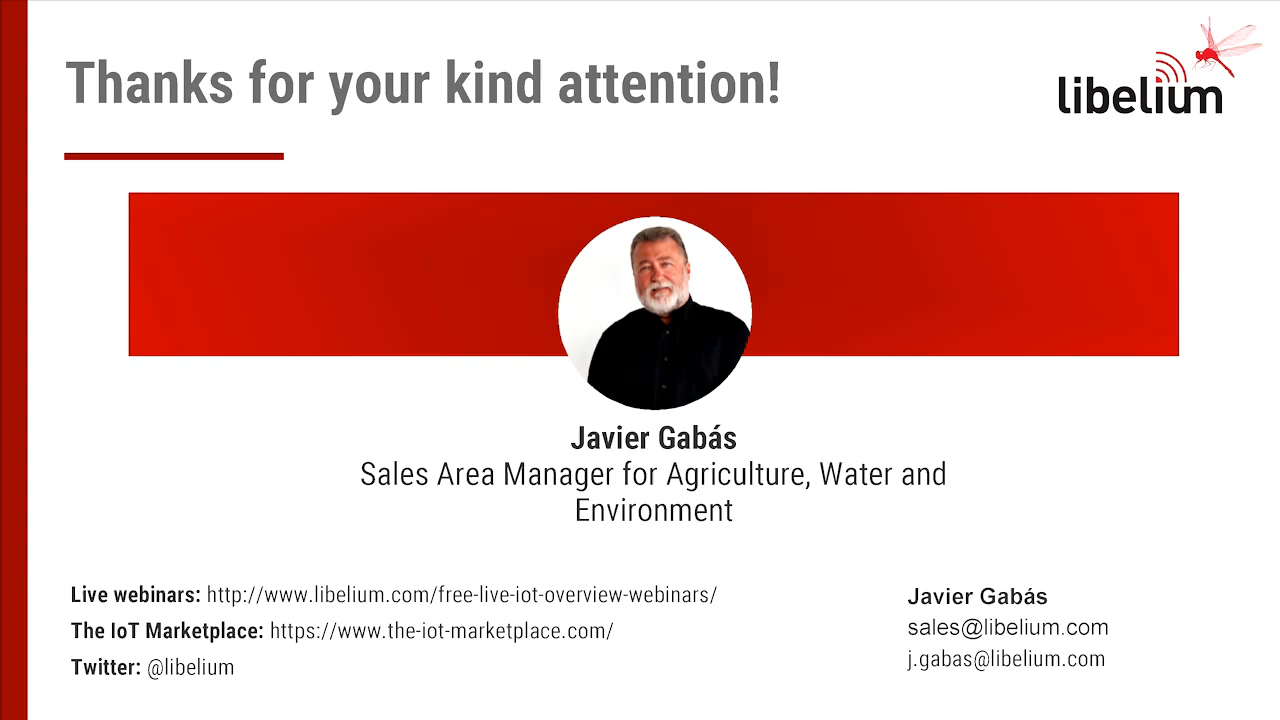 Thanks for your kind attention!
libelium
Javier Gabás
Sales Area Manager for Agriculture, Water and
Environment
Live webinars: http://www.libelium.com/free-live-iot-overview-webinars/
The IoT Marketplace: https://www.the-iot-marketplace.com/
Twitter: @libelium
Javier Gabás
sales@libelium.com
j.gabas@libelium.com